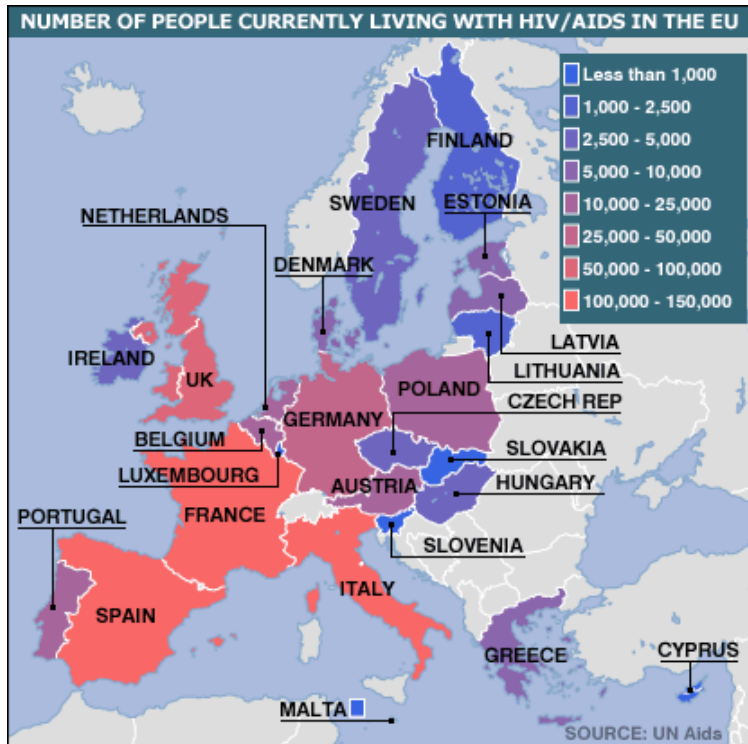 NUMBER OF PEOPLE CURRENTLY LIVING WITH HIV/AIDS IN THE EU
Less than 1,000
1,000 - 2,500
2,500 - 5,000
5,000 - 10,000
10,000 - 25,000
25,000 - 50,000
50,000 - 100,000
100,000 - 150,000
FINLAND
SWEDEN
ESTONIA
NETHERLANDS
DENMARK
LATVIA
IRELAND
LITHUANIA
UK
POLAND
CZECH REP
GERMANY
BELGIUM
SLOVAKIA
LUXEMBOURG
HUNGARY
AUSTRIA
FRANCE
PORTUGAL
SLOVENIA
ITALY
SPAIN
GREECE
CYPRUS
MALTA
SOURCE: UN Aids